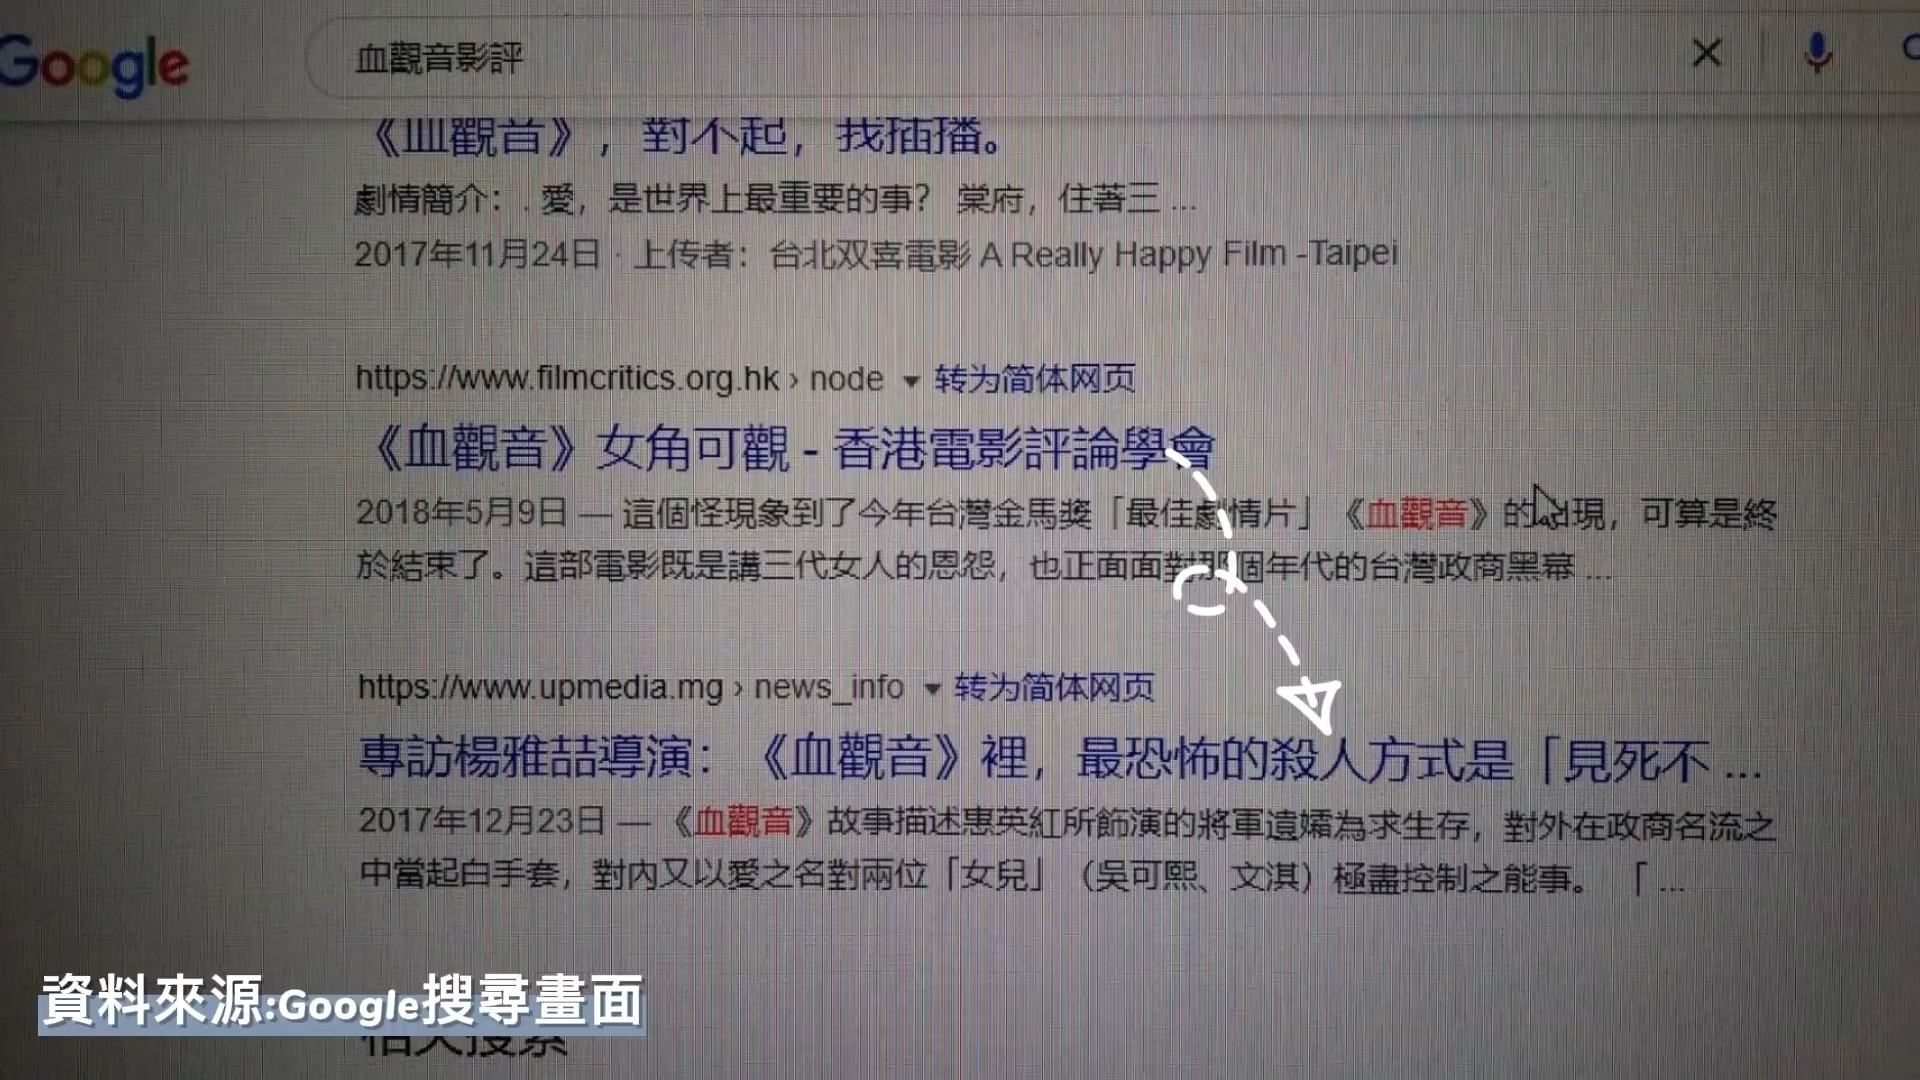 Google
血觀音影評
《血觀音》，對不起，找插播。
劇情簡介：. 愛，是世界上最重要的事？ 棠府，住著三 ...
2017年11月24日 · 上传者：台北双喜電影 A Really Happy Film -Taipei
https://www.filmcritics.org.hk › node 转为简体网页
《血觀音》女角可觀 - 香港電影評論學會
2018年5月9日 — 這個怪現象到了今年台灣金馬獎「最佳劇情片」《血觀音》的出現，可算是終
於結束了。這部電影既是講三代女人的恩怨，也正面面對那個年代的台灣政商黑幕 ...
https://www.upmedia.mg › news_info 转为简体网页
專訪楊雅喆導演：《血觀音》裡，最恐怖的殺人方式是「見死不 ...
2017年12月23日 — 《血觀音》故事描述惠英紅所飾演的將軍遺孀為求生存，對外在政商名流之
中當起白手套，對內又以愛之名對兩位「女兒」（吳可熙、文淇）極盡控制之能事。 「 ...
資料來源:Google搜尋畫面
相关搜索